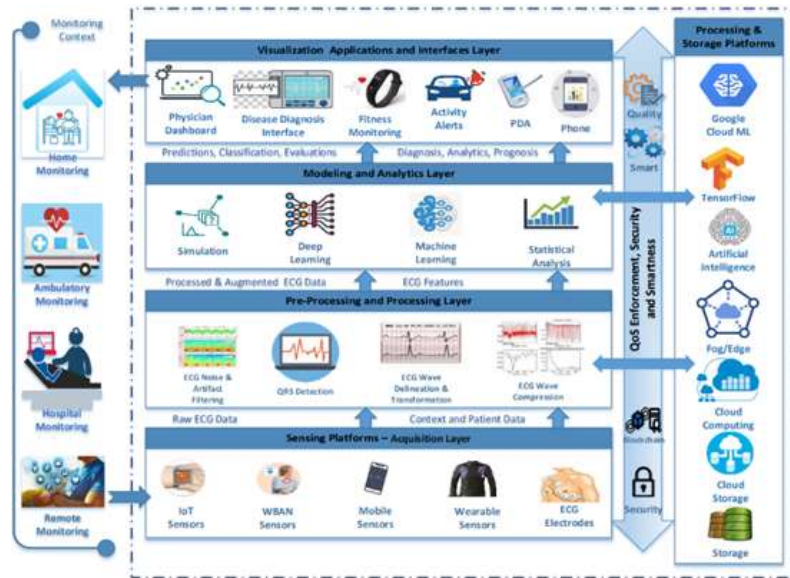 Monitoring
Context
Home
Monitoring
Ambulatory
Monitoring
Hospital
Monitoring
Remote
Monitoring
Visualization Applications and Interfaces Layer
Physician
Dashboard
Disease Diagnosis
Interface
Fitness
Monitoring
Activity
Alerts
PDA
Phone
Predictions, Classification, Evaluations
Diagnosis, Analytics, Prognosis
Modeling and Analytics Layer
Simulation
Deep
Learning
Machine
Learning
Statistical
Analysis
Processed & Augmented ECG Data
ECG Features
Pre-Processing and Processing Layer
ECG Noise &
Artifact
Filtering
QRS Detection
ECG Wave
Delineation &
Transformation
ECG Wave
Compression
Raw ECG Data
Context and Patient Data
Sensing Platforms – Acquisition Layer
IoT
Sensors
WBAN
Sensors
Mobile
Sensors
Wearable
Sensors
ECG
Electrodes
Quality
Smart
QoS Enforcement, Security
and Smartness
Blockchain
Security
Processing &
Storage Platforms
Google
Cloud ML
TensorFlow
AI
Artificial
Intelligence
Fog/Edge
Cloud
Computing
Cloud
Storage
Storage